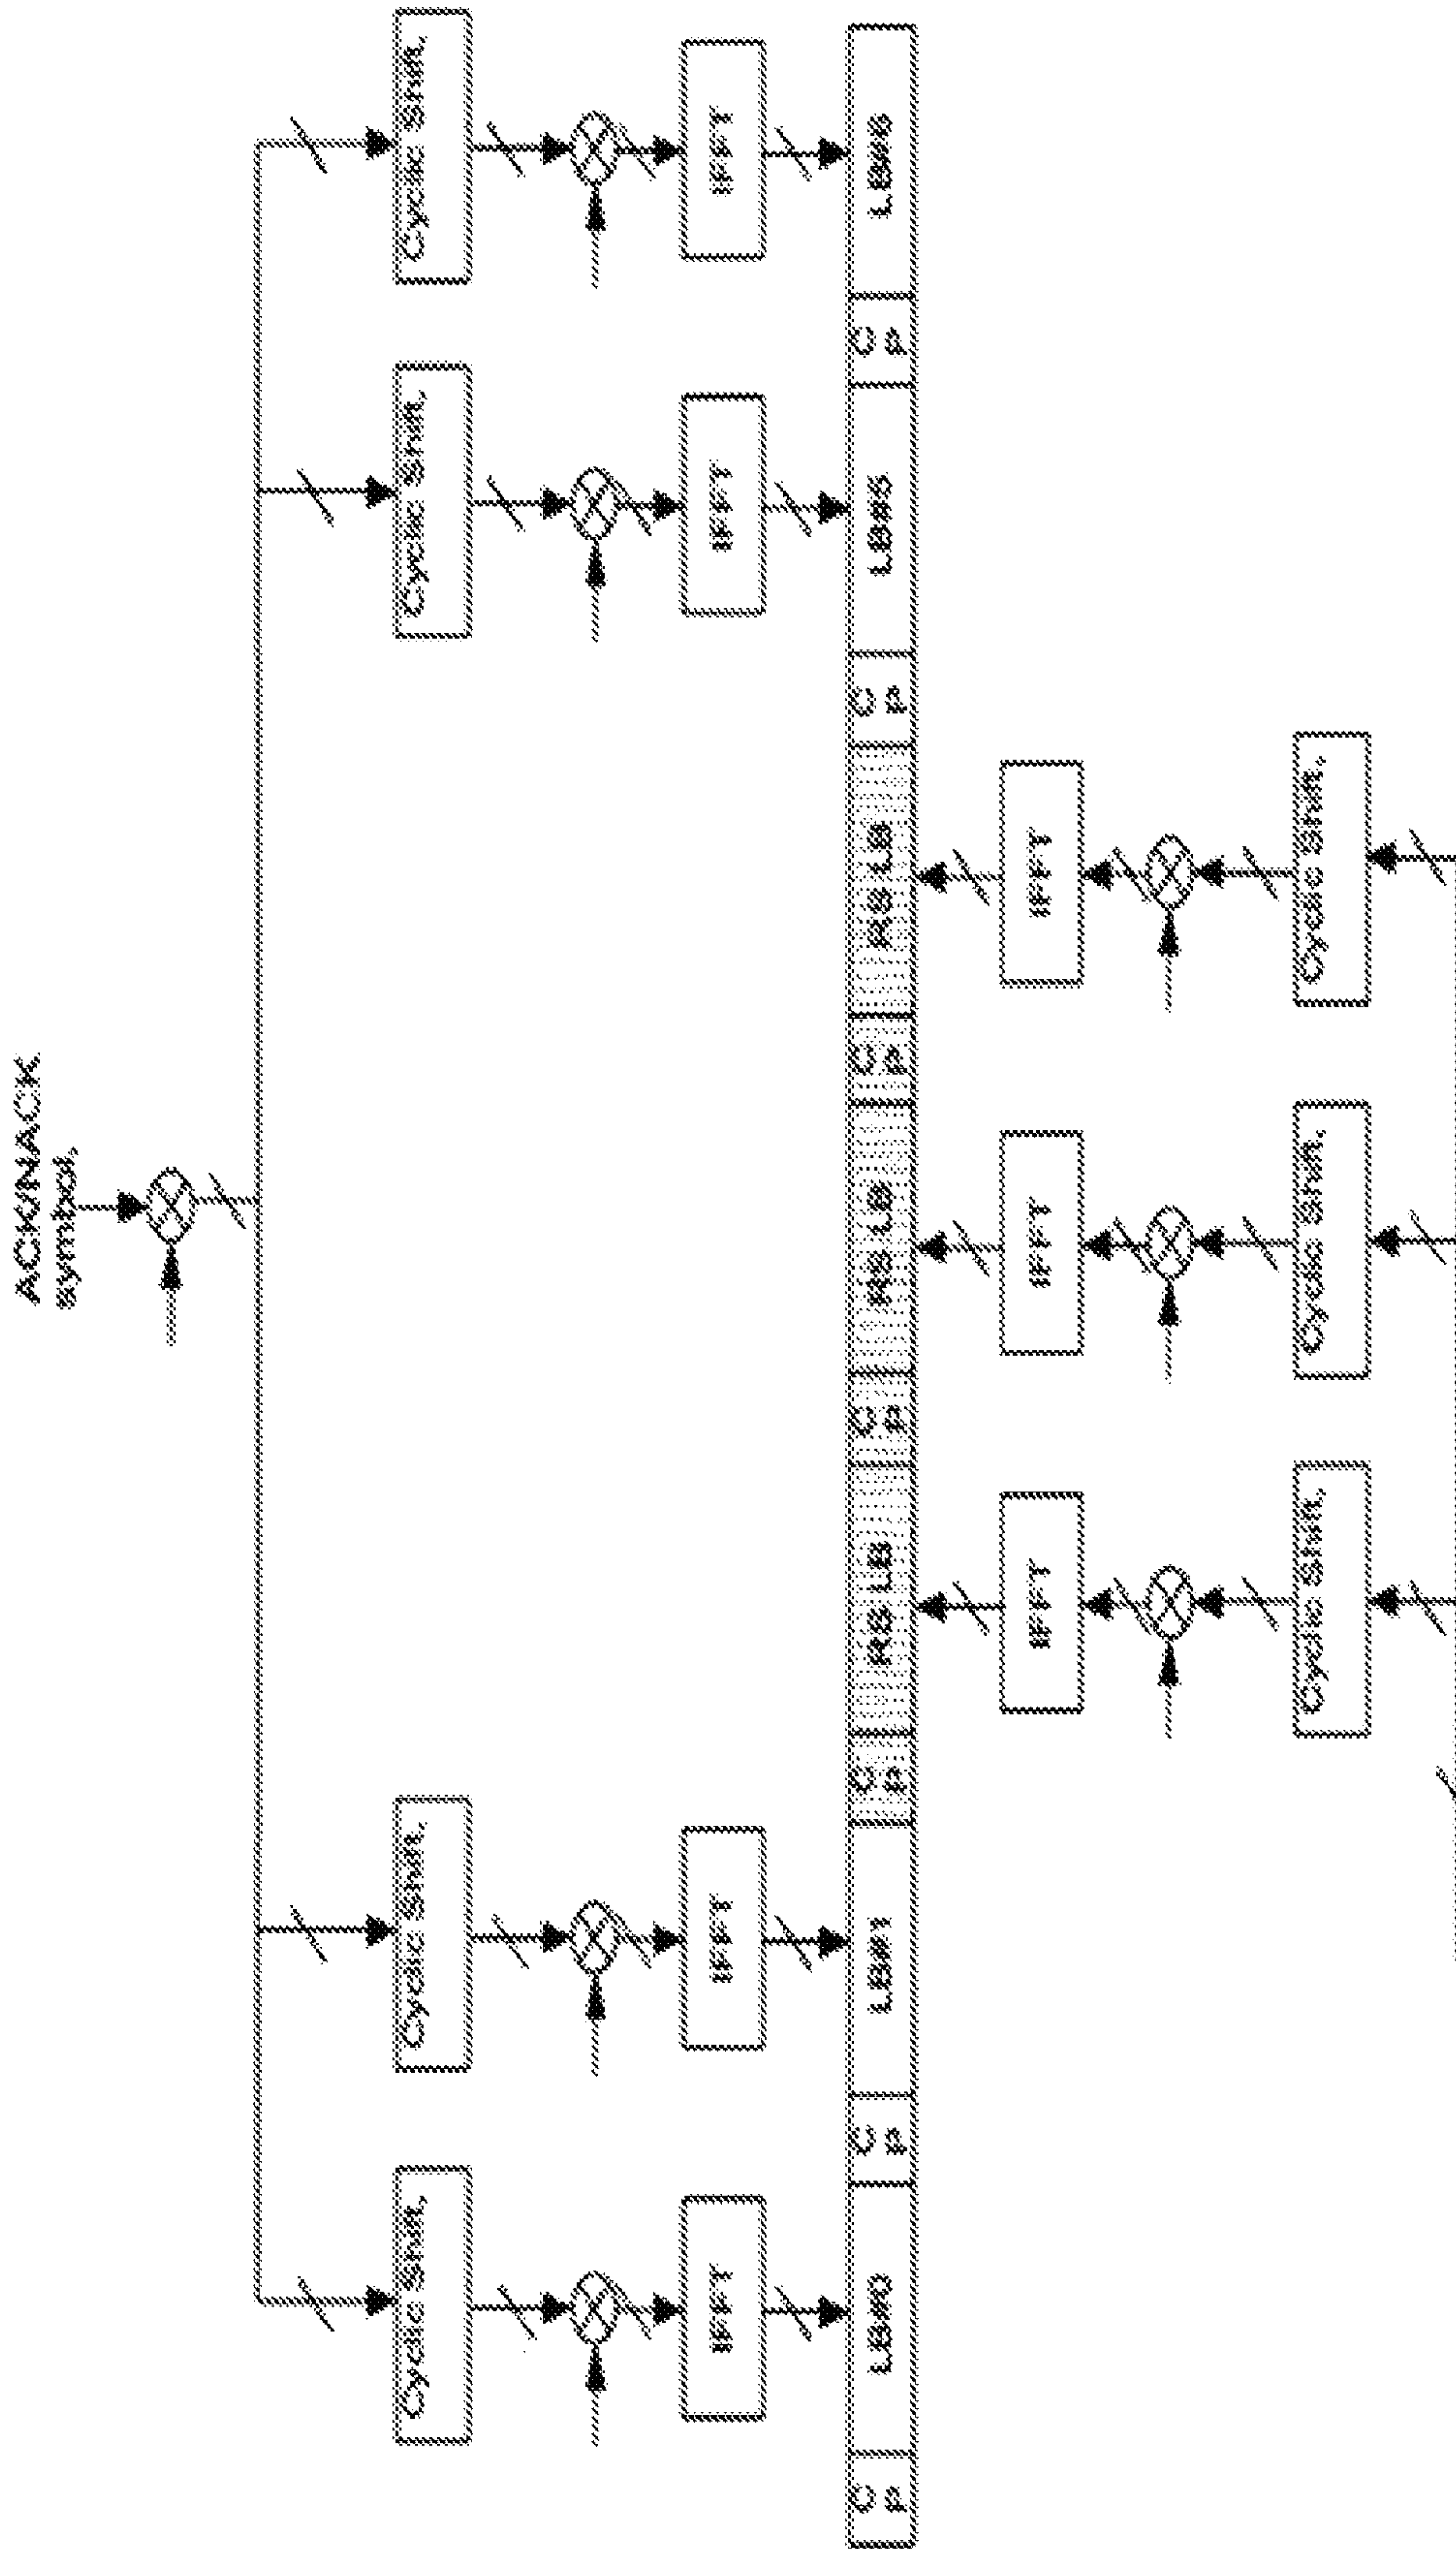 ACK/NACK
symbol,
Cyclic Shift,
Cyclic Shift,
Cyclic Shift,
Cyclic Shift,
IFFT
IFFT
IFFT
IFFT
Cp
LB#0
Cp
LB#1
Cp
RS LB
Cp
RS LB
Cp
RS LB
Cp
LB#5
Cp
LB#6
IFFT
IFFT
IFFT
Cyclic Shift,
Cyclic Shift,
Cyclic Shift,